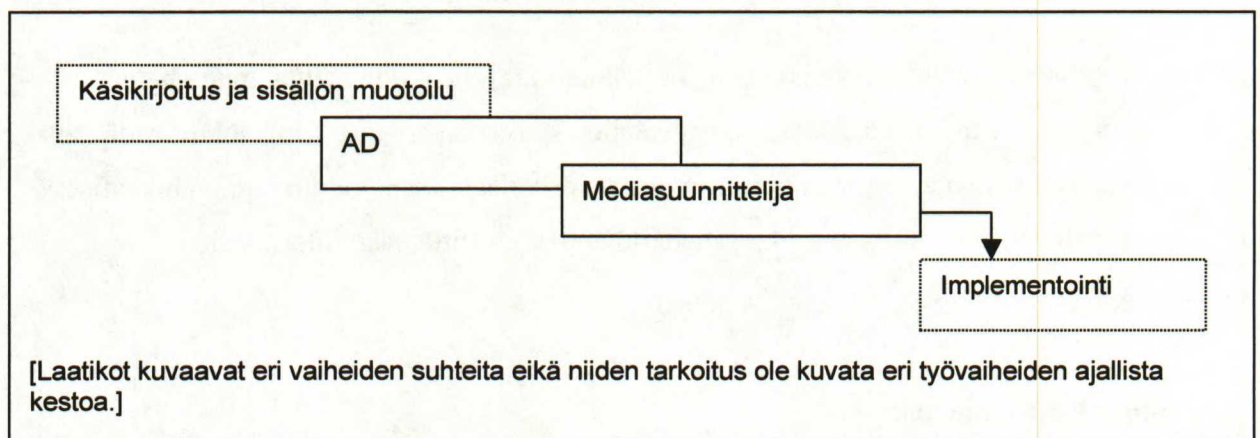 Käsikirjoitus ja sisällön muotoilu
AD
Mediasuunnittelija
Implementointi
[Laatikot kuvaavat eri vaiheiden suhteita eikä niiden tarkoitus ole kuvata eri työvaiheiden ajallista
kestoa.]